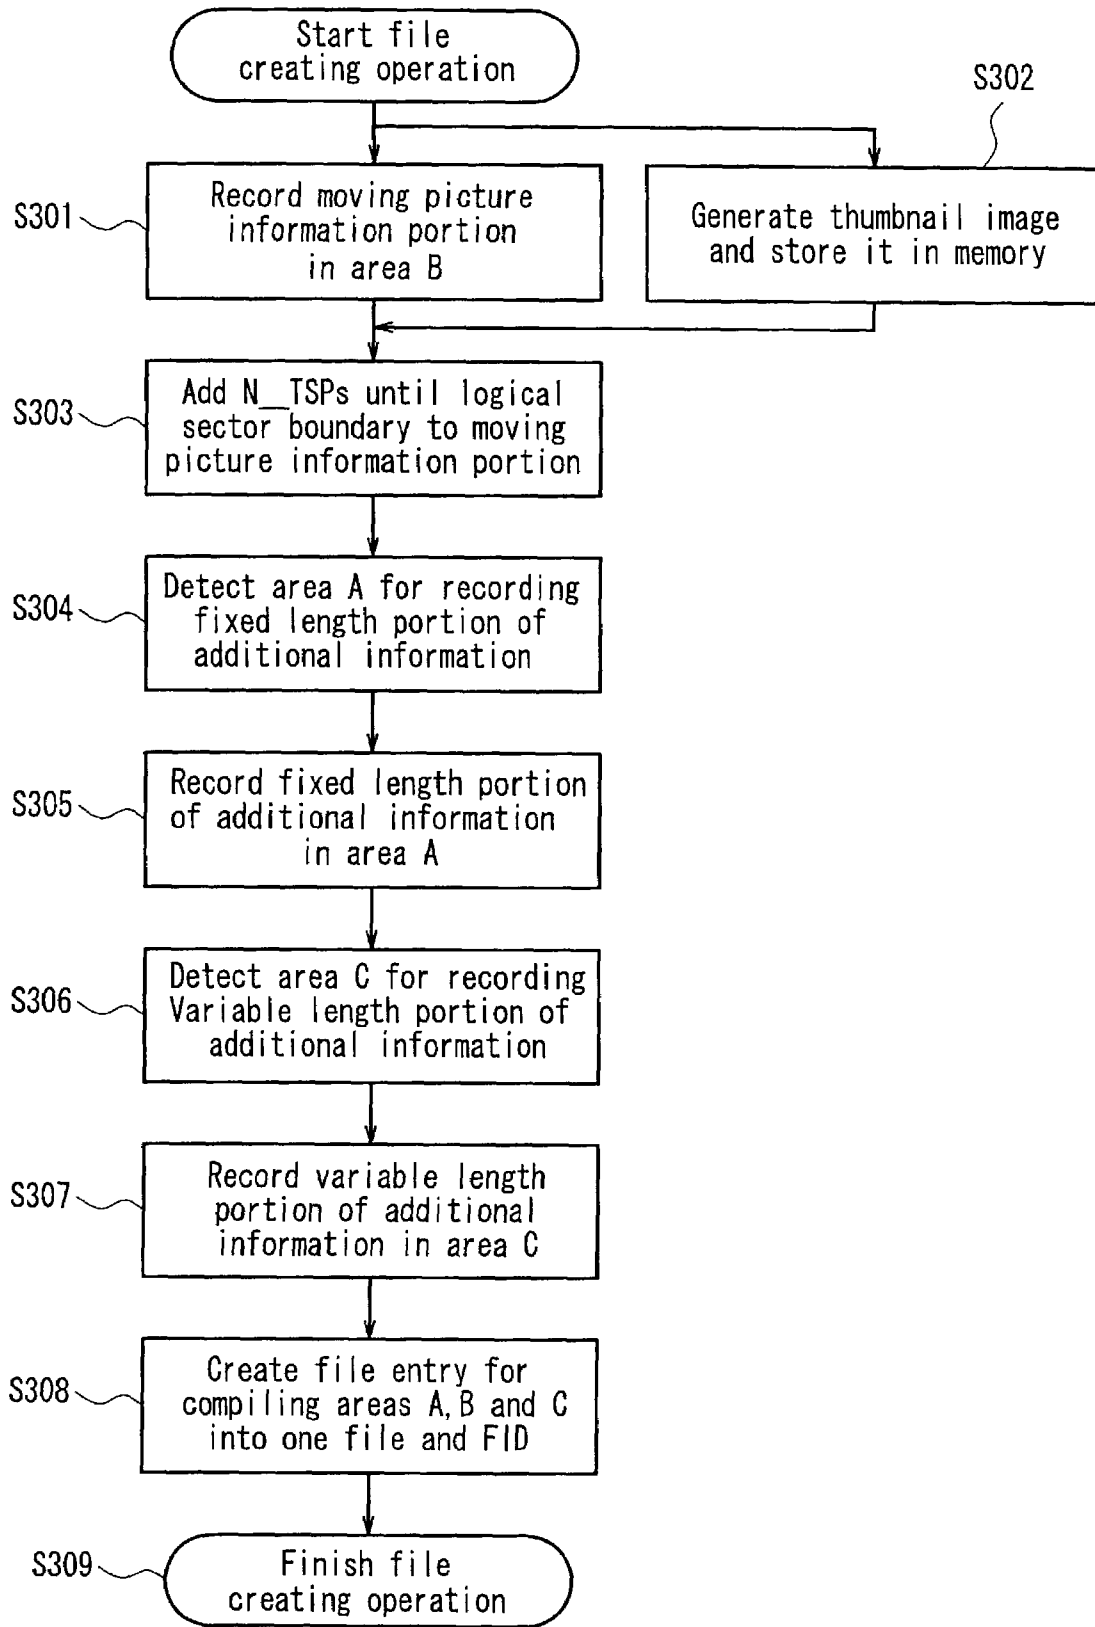 Start file
creating operation
S302
S301
Record moving picture
information portion
in area B
Generate thumbnail image
and store it in memory
S303
Add N__TSPs until logical
sector boundary to moving
picture information portion
S304
Detect area A for recording
fixed length portion of
additional information
S305
Record fixed length portion
of additional information
in area A
S306
Detect area C for recording
Variable length portion of
additional information
S307
Record variable length
portion of additional
information in area C
S308
Create file entry for
compiling areas A, B and C
into one file and FID
S309
Finish file
creating operation